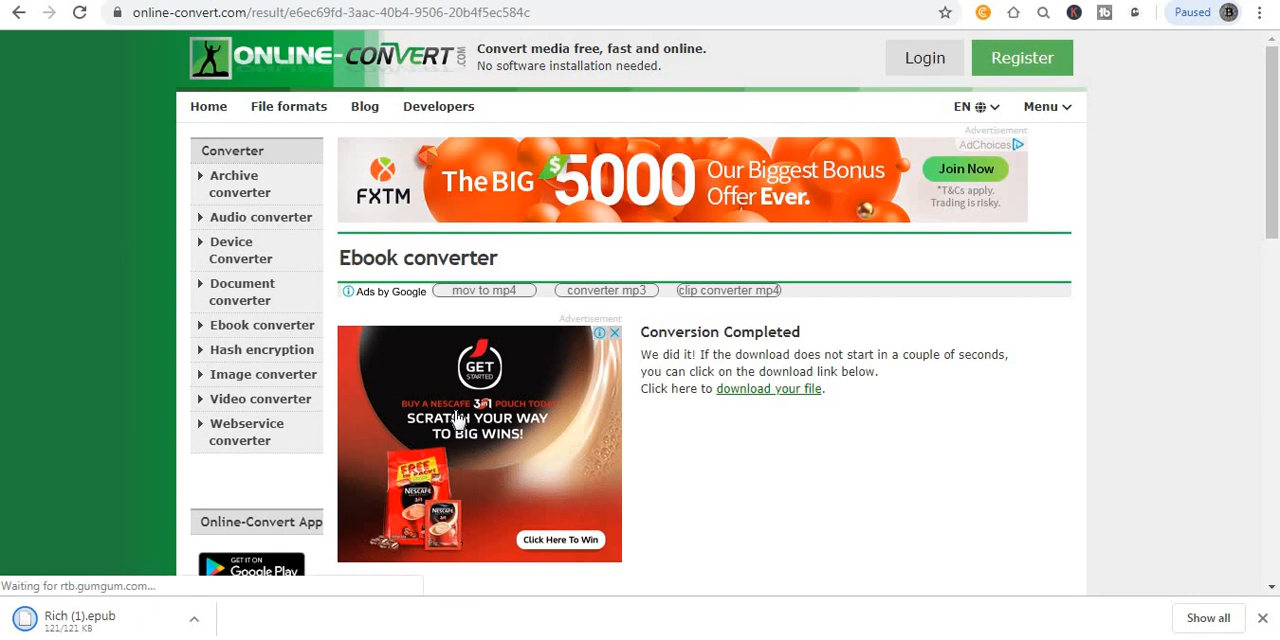 online-convert.com/result/e6ec69fd-3aac-40b4-9506-20b4f5ec584c
Paused
ONLINE-CONVERT.COM
Convert media free, fast and online.
No software installation needed.
Login
Register
Home
File formats
Blog
Developers
EN
Menu
Advertisement
AdChoices
FXTM
The BIG $5000
Our Biggest Bonus
Offer Ever.
Join Now
*T&Cs apply.
Trading is risky.
Converter
Archive
converter
Audio converter
Device
Converter
Document
converter
Ebook converter
Hash encryption
Image converter
Video converter
Webservice
converter
Online-Convert App
GET IT ON
Google Play
Ebook converter
Ads by Google
mov to mp4
converter mp3
clip converter mp4
Advertisement
GET
STARTED
BUY A NESCAFE 3in1 POUCH TODAY
SCRATCH YOUR WAY
TO BIG WINS!
FREE
NESCAFE
3in1
NESCAFE
3in1
Click Here To Win
Conversion Completed
We did it! If the download does not start in a couple of seconds,
you can click on the download link below.
Click here to download your file.
Waiting for rtb.gumgum.com...
Rich (1).epub
121/121 KB
Show all